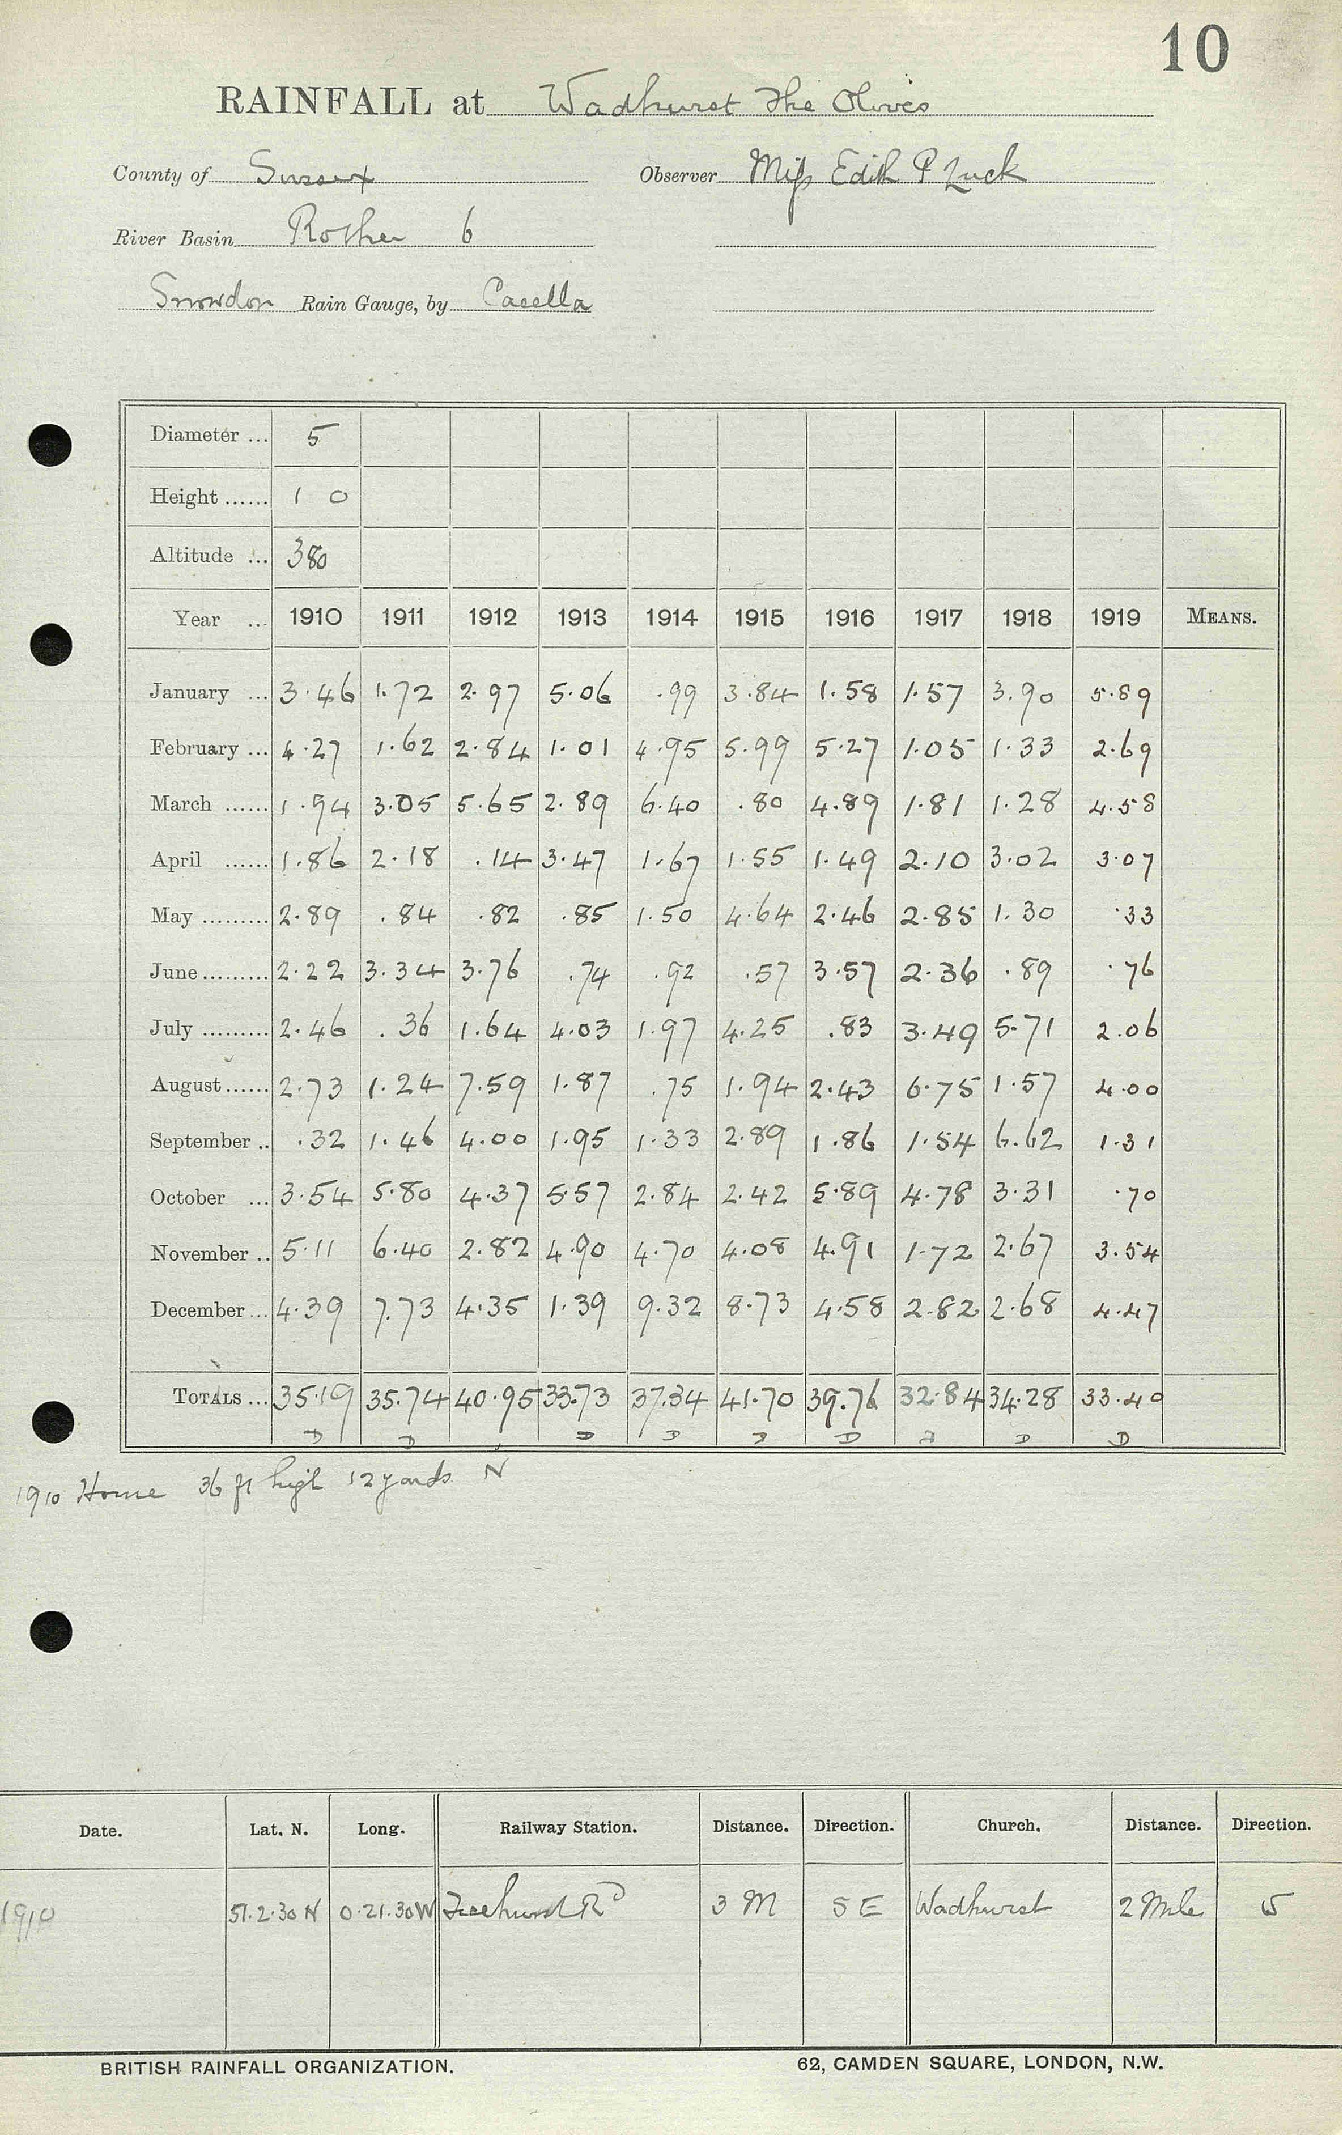 10
RAINFALL at Wadhurst The Olives
County of Sussex Observer Miss Edith P Luck
River Basin Rother 6
Snowdon Rain Gauge, by Casella
Diameter ... 5
Height ...... 1 0
Altitude ... 380
Year ... 1910 1911 1912 1913 1914 1915 1916 1917 1918 1919 MEANS.
January ... 3.46 1.72 2.97 5.06 .99 3.84 1.58 1.57 3.90 5.89
February ... 4.27 1.62 2.84 1.01 4.95 5.99 5.27 1.05 1.33 2.69
March ...... 1.94 3.05 5.65 2.89 6.40 .80 4.89 1.81 1.28 4.58
April ...... 1.86 2.18 .14 3.47 1.67 1.55 1.49 2.10 3.02 3.07
May ......... 2.89 .84 .82 .85 1.50 4.64 2.46 2.85 1.30 .33
June ......... 2.22 3.34 3.76 .74 .92 .57 3.57 2.36 .89 .76
July ......... 2.46 .36 1.64 4.03 1.97 4.25 .83 3.49 5.71 2.06
August ...... 2.73 1.24 7.59 1.87 .75 1.94 2.43 6.75 1.57 4.00
September .. .32 1.46 4.00 1.95 1.33 2.89 1.86 1.54 6.62 1.31
October ... 3.54 5.80 4.37 5.57 2.84 2.42 5.89 4.78 3.31 .70
November .. 5.11 6.40 2.82 4.90 4.70 4.08 4.91 1.72 2.67 3.54
December ... 4.39 7.73 4.35 1.39 9.32 8.73 4.58 2.82 2.68 4.47
TOTALS ... 35.19 35.74 40.95 33.73 37.34 41.70 39.76 32.84 34.28 33.40
D D D D D D D D D
1910 House 36 ft high 12 yards N
Date. Lat. N. Long. Railway Station. Distance. Direction. Church. Distance. Direction.
1910 51.2.30 N 0.21.30W Ticehurst Rd 3 M SE Wadhurst 2 Mile
BRITISH RAINFALL ORGANIZATION. 62, CAMDEN SQUARE, LONDON, N.W.